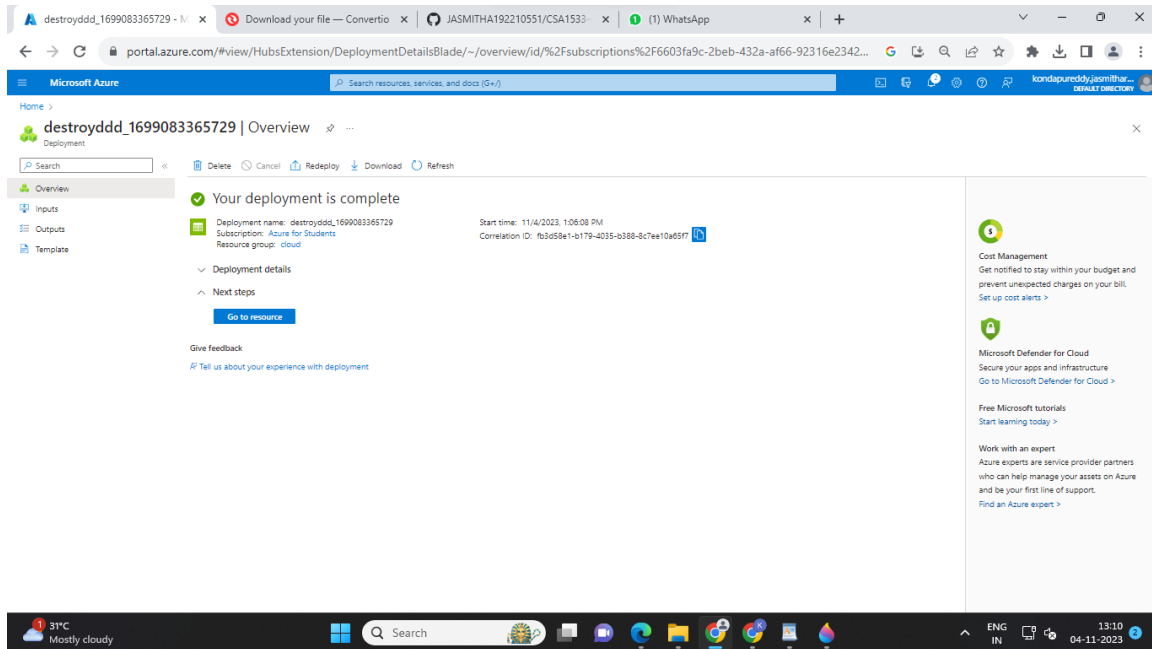 destroyddd_1699083365729 - M
Download your file — Convertio
JASMITHA192210551/CSA1533-
(1) WhatsApp
portal.azure.com/#view/HubsExtension/DeploymentDetailsBlade/~/overview/id/%2Fsubscriptions%2F6603fa9c-2beb-432a-af66-92316e2342...
Microsoft Azure
Search resources, services, and docs (G+/)
kondapureddy.jasmithar...
DEFAULT DIRECTORY
Home >
destroyddd_1699083365729 | Overview
Deployment
Search
Delete Cancel Redeploy Download Refresh
Overview
Inputs
Outputs
Template
Your deployment is complete
Deployment name: destroyddd_1699083365729
Subscription: Azure for Students
Resource group: cloud
Start time: 11/4/2023, 1:06:08 PM
Correlation ID: fb3d58e1-b179-4035-b388-8c7ee10a65f7
Deployment details
Next steps
Go to resource
Give feedback
Tell us about your experience with deployment
Cost Management
Get notified to stay within your budget and
prevent unexpected charges on your bill.
Set up cost alerts >
Microsoft Defender for Cloud
Secure your apps and infrastructure
Go to Microsoft Defender for Cloud >
Free Microsoft tutorials
Start learning today >
Work with an expert
Azure experts are service provider partners
who can help manage your assets on Azure
and be your first line of support.
Find an Azure expert >
1
31°C
Mostly cloudy
Search
ENG
IN
13:10
04-11-2023
2